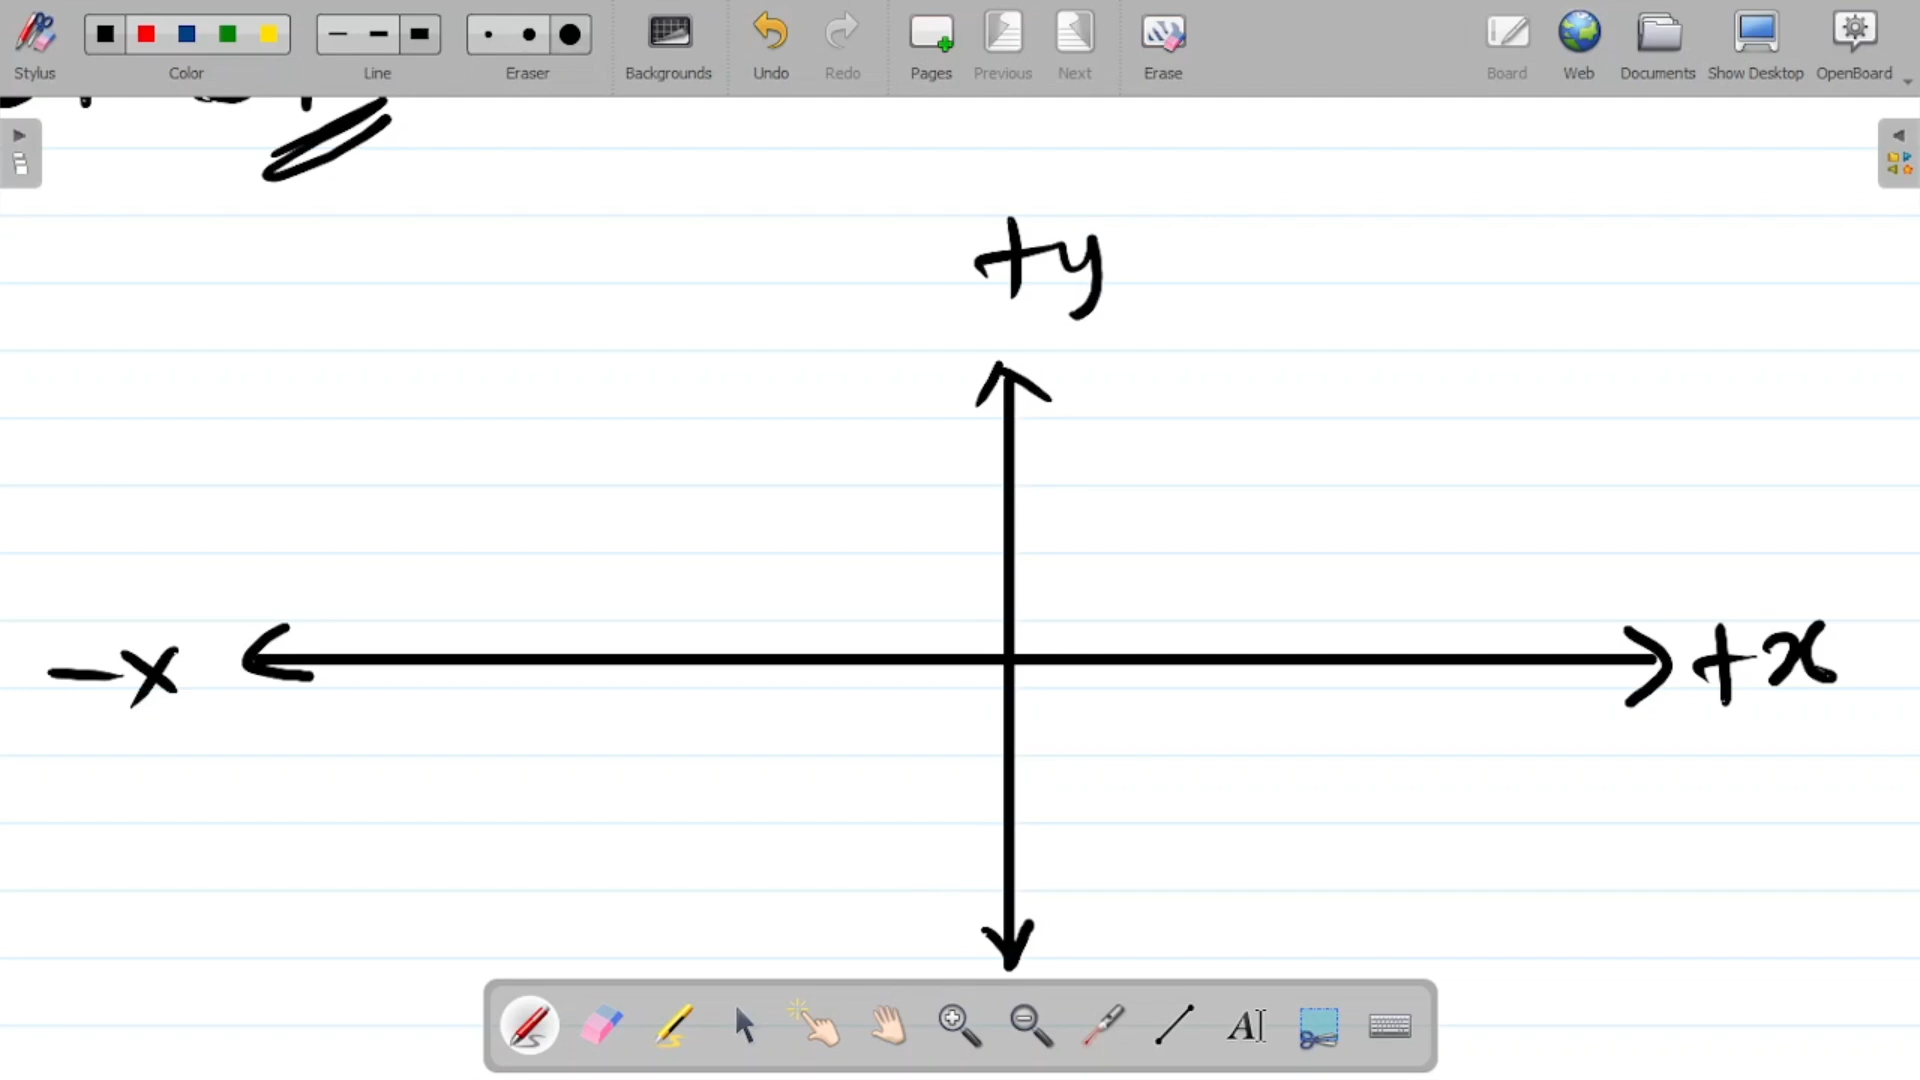 Stylus Color Line Eraser Backgrounds Undo Redo Pages Previous Next Erase Board Web Documents Show Desktop OpenBoard
+y
-x +x
A